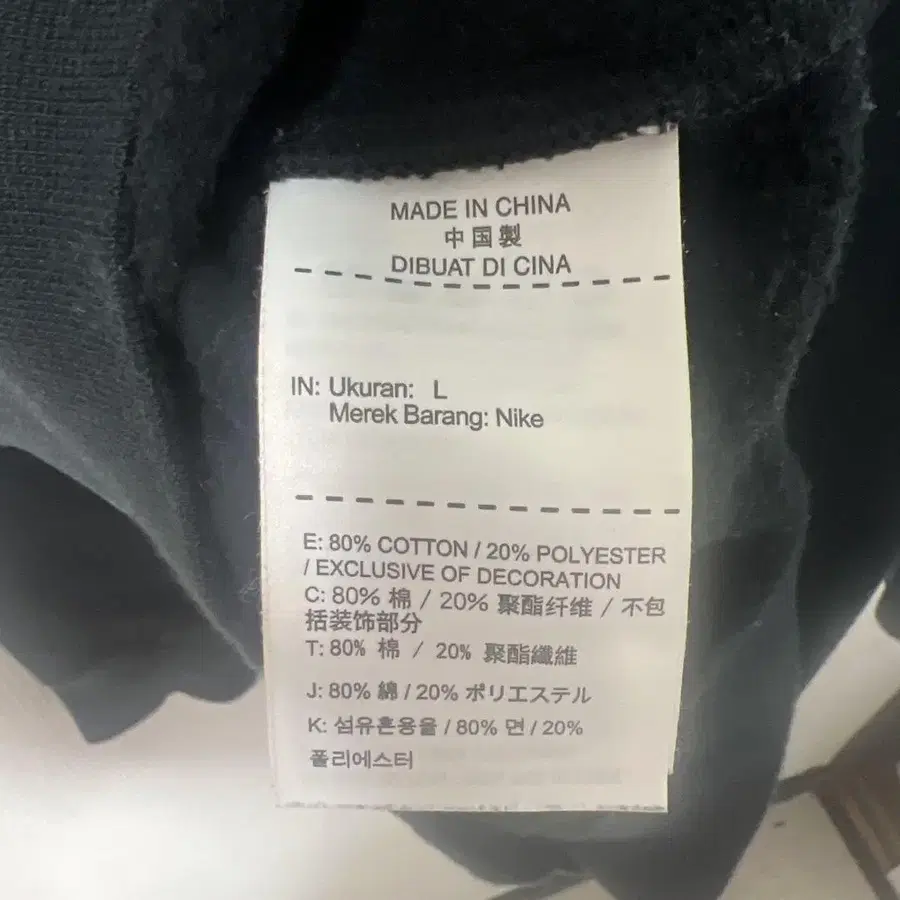 MADE IN CHINA
中国製
DIBUAT DI CINA
IN: Ukuran: L
Merek Barang: Nike
E: 80% COTTON / 20% POLYESTER
/ EXCLUSIVE OF DECORATION
C: 80% 棉 / 20% 聚酯纤维 / 不包
括装饰部分
T: 80% 棉 / 20% 聚酯纖維
J: 80% 綿 / 20% ポリエステル
K: 섬유혼용율 / 80% 면 / 20%
폴리에스터